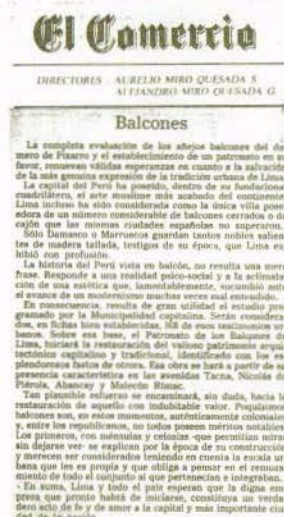 El Comercio
DIRECTORES : AURELIO MIRO QUESADA S.
ALEJANDRO MIRO QUESADA G.
Balcones
La completa evaluación de los añejos balcones del da-
mero de Pizarro y el establecimiento de un patronato en su
favor, renuevan válidas esperanzas en cuanto a la salvación
de la más genuina expresión de la tradición urbana de Lima.
La capital del Perú ha poseído, dentro de su fundacional
cuadrilátero, el arte muslime más acabado del continente.
Lima incluso ha sido considerada como la única villa pose-
edora de un número considerable de balcones cerrados o de
cajón que las mismas ciudades españolas no superaron.
Sólo Damasco o Marruecos guardan tantos nobles salien-
tes de madera tallada, testigos de su época, que Lima ex-
hibió con profusión.
La historia del Perú vista en balcón, no resulta una mera
frase. Responde a una realidad psico-social y a la aclimata-
ción de una estética que, lamentablemente, sucumbió ante
el avance de un modernismo muchas veces mal entendido.
En consecuencia, resulta de gran utilidad el estudio pro-
gramado por la Municipalidad capitalina. Serán considera-
dos, en fichas bien establecidas, de esos testimonios ur-
banos. Sobre esa base, el Patronato de los Balcones de
Lima, iniciará la restauración del valioso patrimonio arqui-
tectónico capitalino y tradicional, identificado con los es-
plendorosos fastos de otrora. Esa obra se hará a partir de su
presencia característica en las avenidas Tacna, Nicolás de
Piérola, Abancay y Malecón Rímac.
Tan plausible esfuerzo se encaminará, sin duda, hacia la
restauración de aquello con indubitable valor. Poquísimos
balcones son, en estos momentos, auténticamente coloniales
y, entre los republicanos, no todos poseen méritos notables.
Los primeros, con ménsulas y celosías -que permitían mirar
sin dejarse ver- se explican por la época de su construcción
y merecen ser considerados teniendo en cuenta la escala ur-
bana que les es propia y que obliga a pensar en el remoza-
miento de todo el conjunto al que pertenecían e integraban.
En suma, Lima y todo el país esperan que la digna em-
presa que pronto habrá de iniciarse, constituya un verda-
dero acto de fe y de amor a la capital y más importante ciu-
dad de la nación.